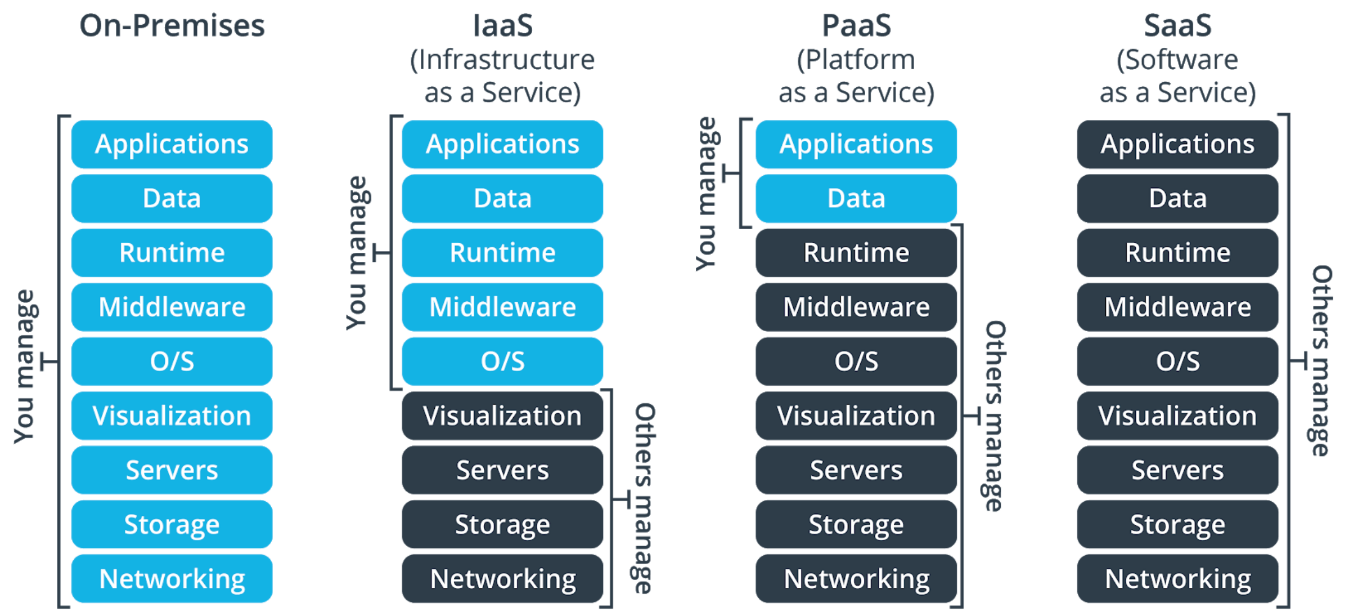 On-Premises
You manage
Applications
Data
Runtime
Middleware
O/S
Visualization
Servers
Storage
Networking
IaaS
(Infrastructure
as a Service)
You manage
Applications
Data
Runtime
Middleware
O/S
Visualization
Servers
Storage
Networking
Others manage
PaaS
(Platform
as a Service)
You manage
Applications
Data
Runtime
Middleware
O/S
Visualization
Servers
Storage
Networking
Others manage
SaaS
(Software
as a Service)
Applications
Data
Runtime
Middleware
O/S
Visualization
Servers
Storage
Networking
Others manage